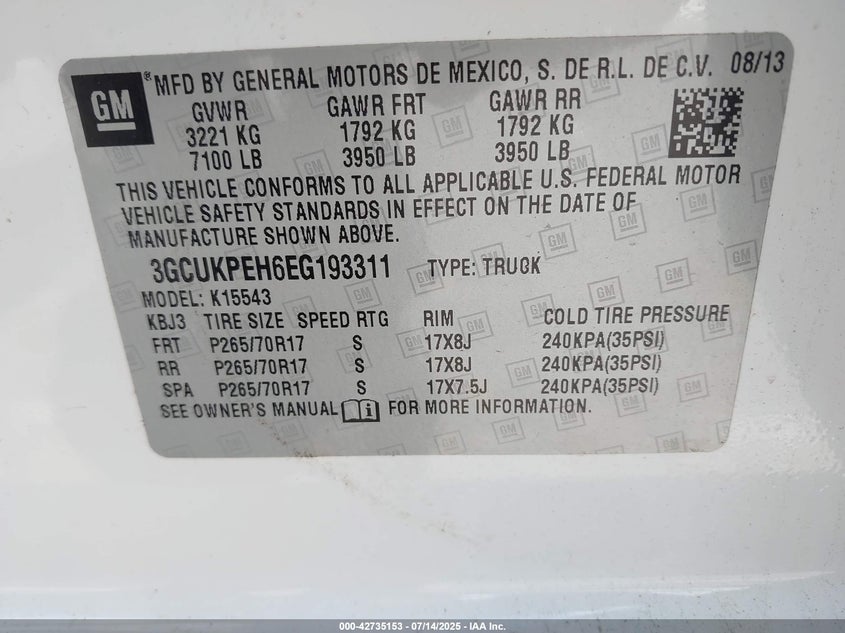 GM ® MFD BY GENERAL MOTORS DE MEXICO, S. DE R.L. DE C.V. 08/13
GVWR GAWR FRT GAWR RR
3221 KG 1792 KG 1792 KG
7100 LB 3950 LB 3950 LB
THIS VEHICLE CONFORMS TO ALL APPLICABLE U.S. FEDERAL MOTOR
VEHICLE SAFETY STANDARDS IN EFFECT ON THE DATE OF
MANUFACTURE SHOWN ABOVE.
3GCUKPEH6EG193311 TYPE: TRUCK
MODEL: K15543
KBJ3 TIRE SIZE SPEED RTG RIM COLD TIRE PRESSURE
FRT P265/70R17 S 17X8J 240KPA(35PSI)
RR P265/70R17 S 17X8J 240KPA(35PSI)
SPA P265/70R17 S 17X7.5J 240KPA(35PSI)
SEE OWNER'S MANUAL i FOR MORE INFORMATION.
000-42735153 - 07/14/2025 - IAA Inc.